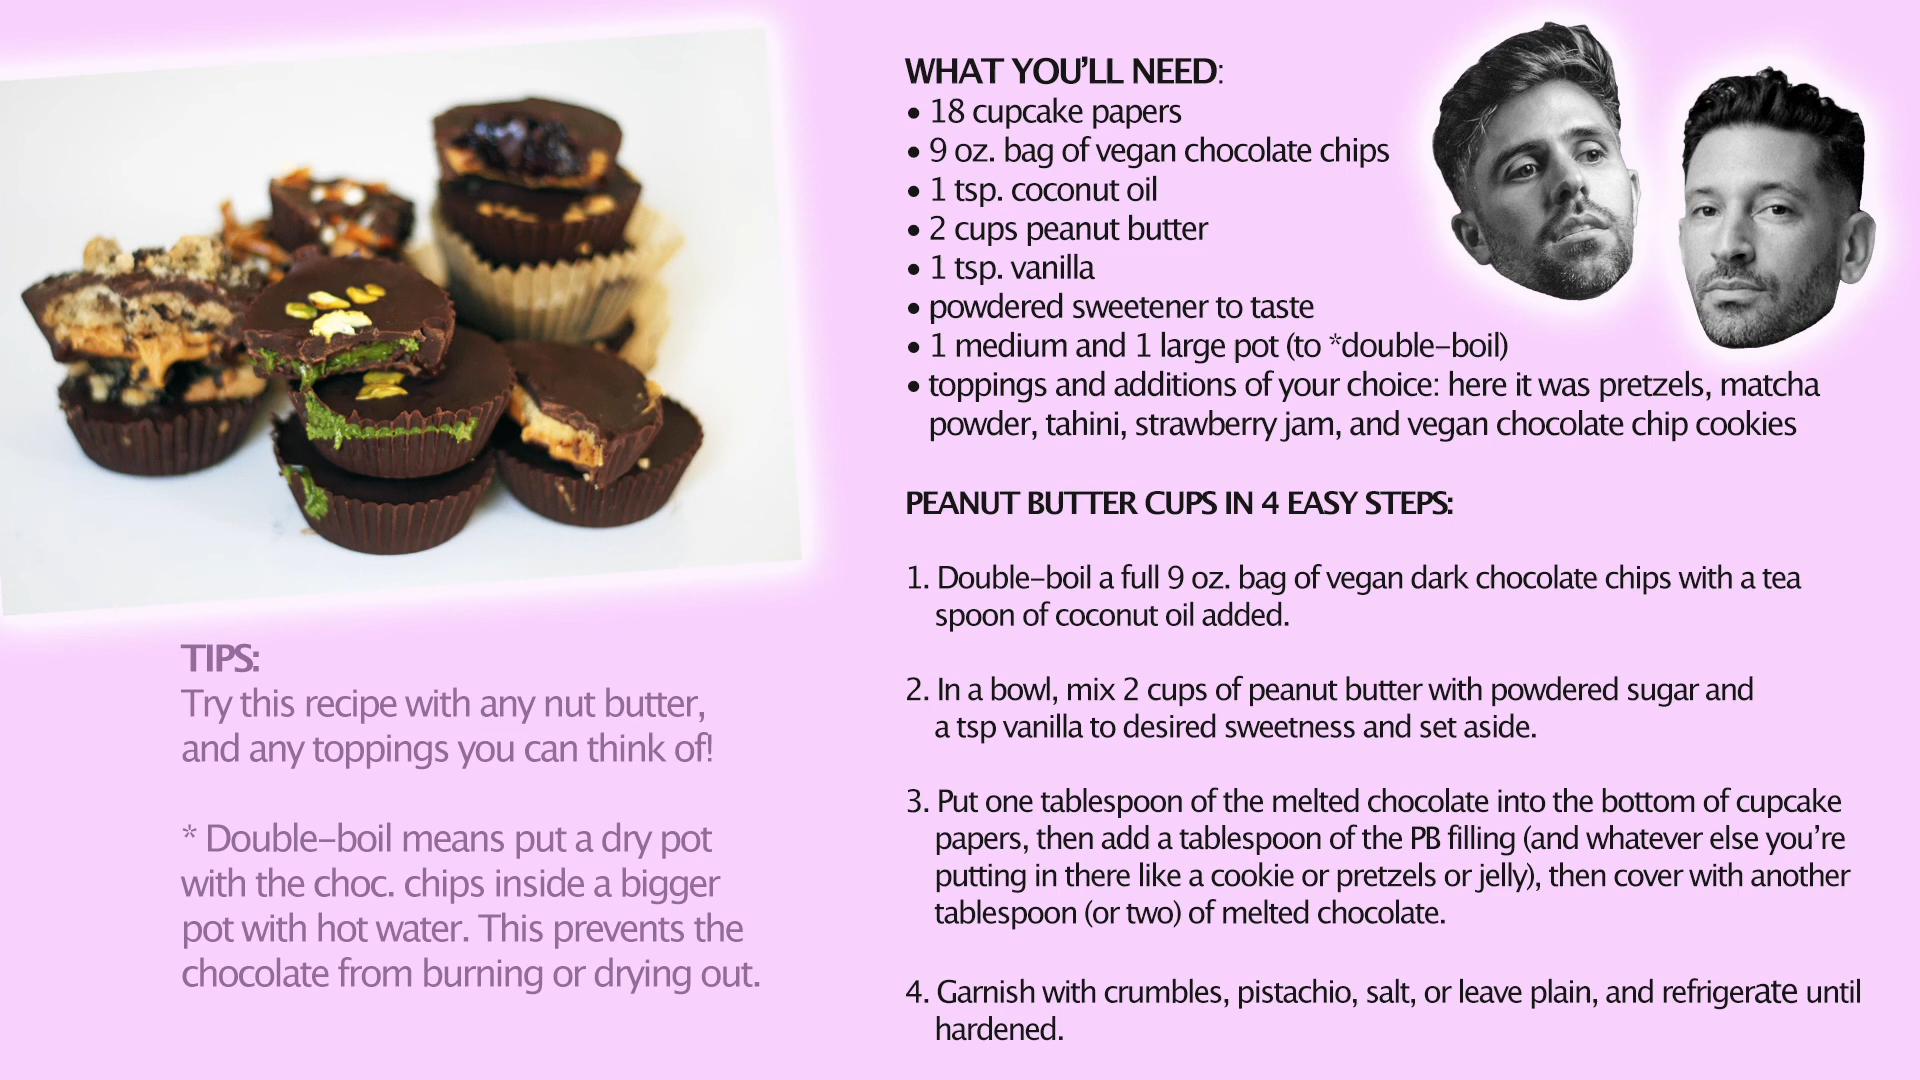 WHAT YOU'LL NEED:
• 18 cupcake papers
• 9 oz. bag of vegan chocolate chips
• 1 tsp. coconut oil
• 2 cups peanut butter
• 1 tsp. vanilla
• powdered sweetener to taste
• 1 medium and 1 large pot (to *double–boil)
• toppings and additions of your choice: here it was pretzels, matcha
powder, tahini, strawberry jam, and vegan chocolate chip cookies
PEANUT BUTTER CUPS IN 4 EASY STEPS:
1. Double–boil a full 9 oz. bag of vegan dark chocolate chips with a tea
spoon of coconut oil added.
2. In a bowl, mix 2 cups of peanut butter with powdered sugar and
a tsp vanilla to desired sweetness and set aside.
3. Put one tablespoon of the melted chocolate into the bottom of cupcake
papers, then add a tablespoon of the PB filling (and whatever else you're
putting in there like a cookie or pretzels or jelly), then cover with another
tablespoon (or two) of melted chocolate.
4. Garnish with crumbles, pistachio, salt, or leave plain, and refrigerate until
hardened.
TIPS:
Try this recipe with any nut butter,
and any toppings you can think of!
* Double–boil means put a dry pot
with the choc. chips inside a bigger
pot with hot water. This prevents the
chocolate from burning or drying out.